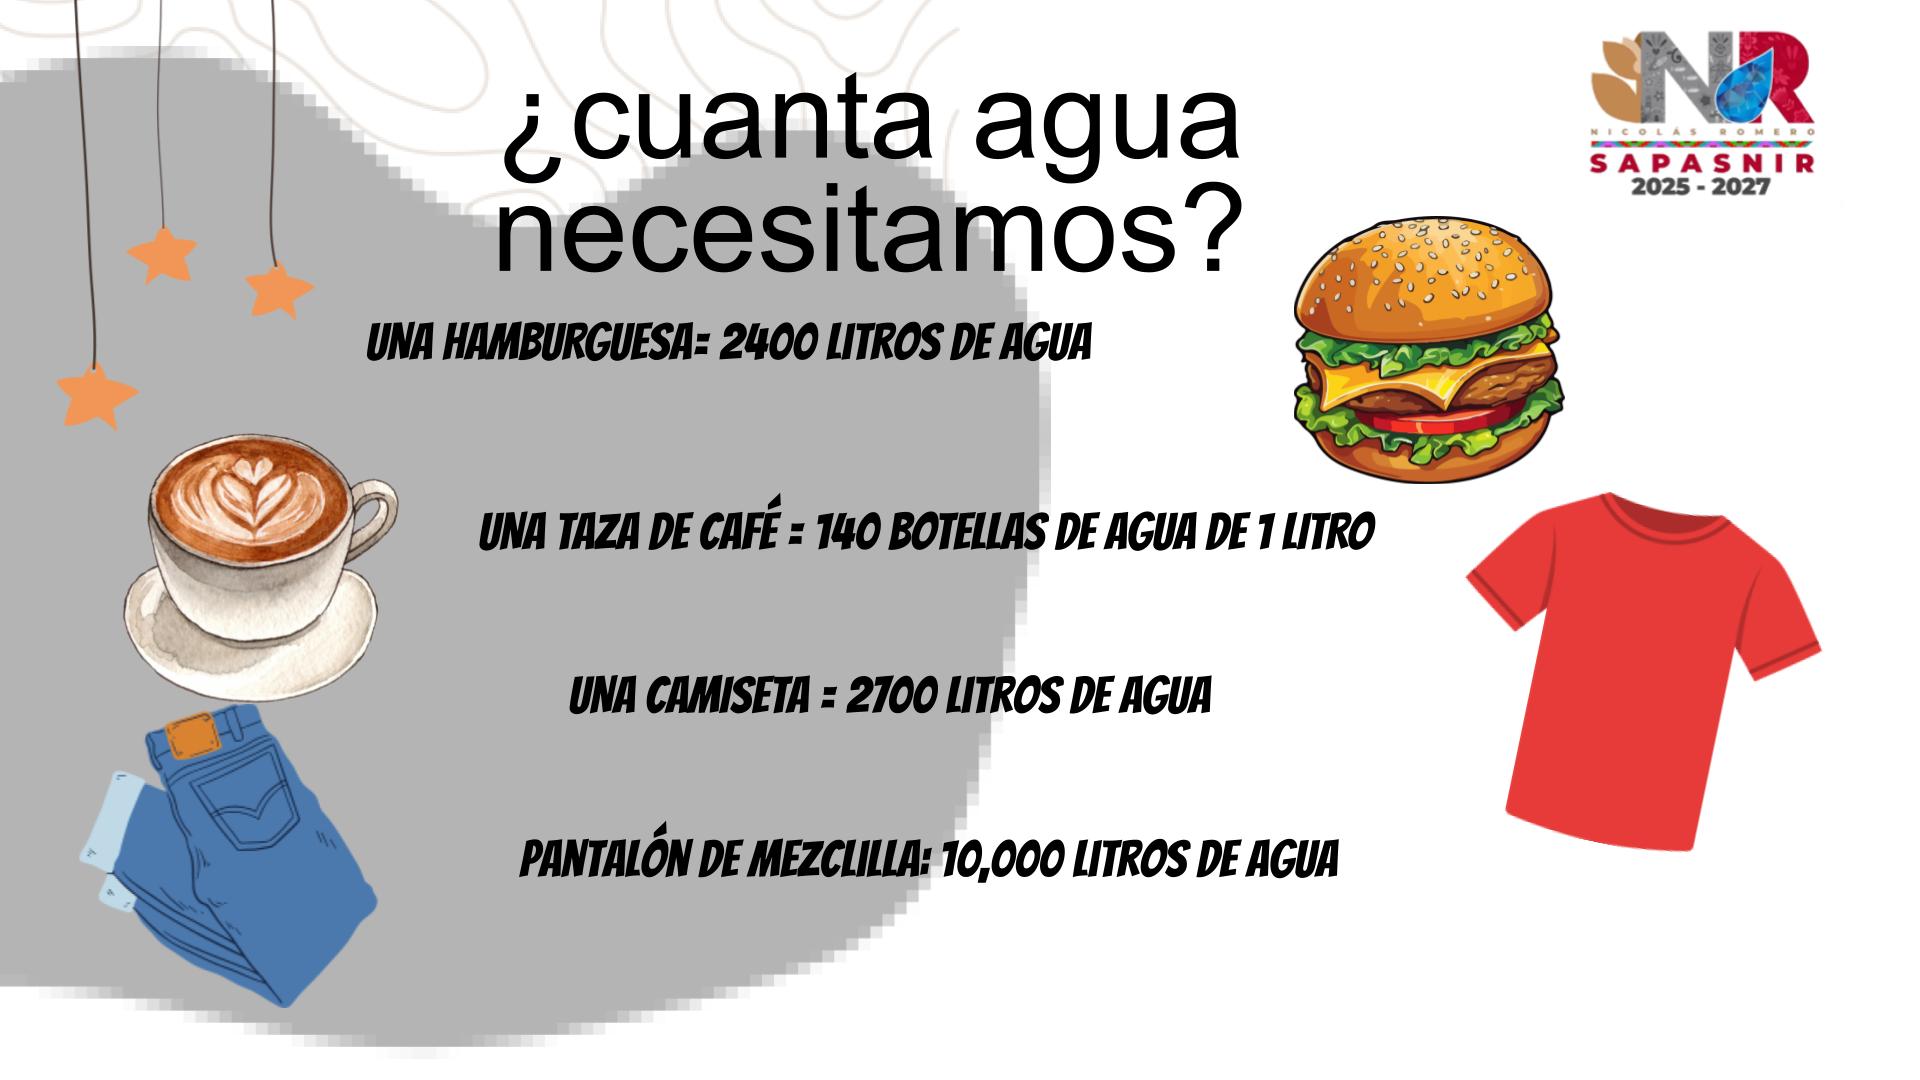 ¿cuanta agua
necesitamos?
NR
NICOLÁS ROMERO
SAPASNIR
2025 - 2027
UNA HAMBURGUESA= 2400 LITROS DE AGUA
UNA TAZA DE CAFÉ = 140 BOTELLAS DE AGUA DE 1 LITRO
UNA CAMISETA = 2700 LITROS DE AGUA
PANTALÓN DE MEZCLILLA: 10,000 LITROS DE AGUA